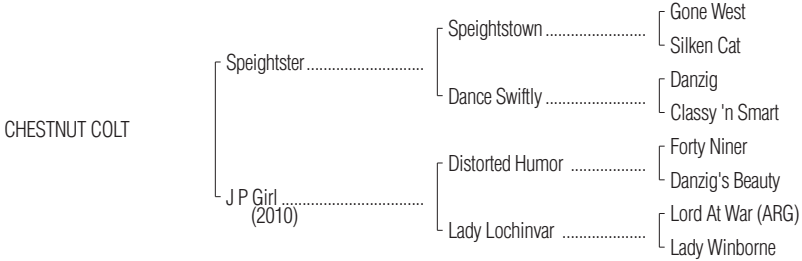 Gone West
Speightstown ........................
Silken Cat
Speightster ............................
Danzig
Dance Swiftly ........................
Classy 'n Smart
CHESTNUT COLT
Forty Niner
Distorted Humor ..................
Danzig's Beauty
J P Girl ..................................
(2010)
Lord At War (ARG)
Lady Lochinvar ....................
Lady Winborne